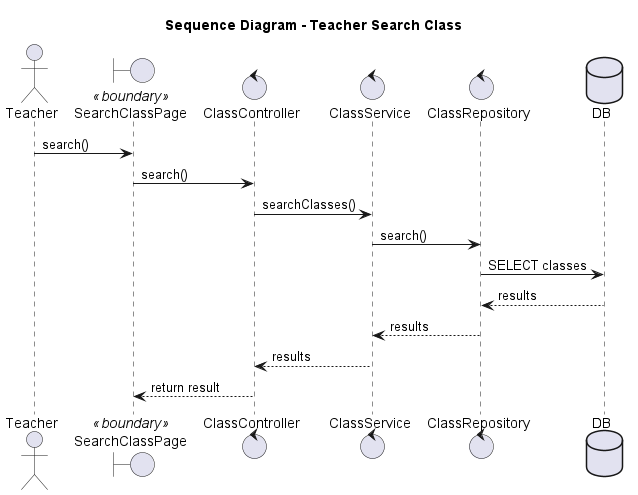 Sequence Diagram - Teacher Search Class
«boundary»
Teacher SearchClassPage ClassController ClassService ClassRepository DB
search()
search()
searchClasses()
search()
SELECT classes
results
results
results
return result
Teacher «boundary» ClassController ClassService ClassRepository DB
SearchClassPage